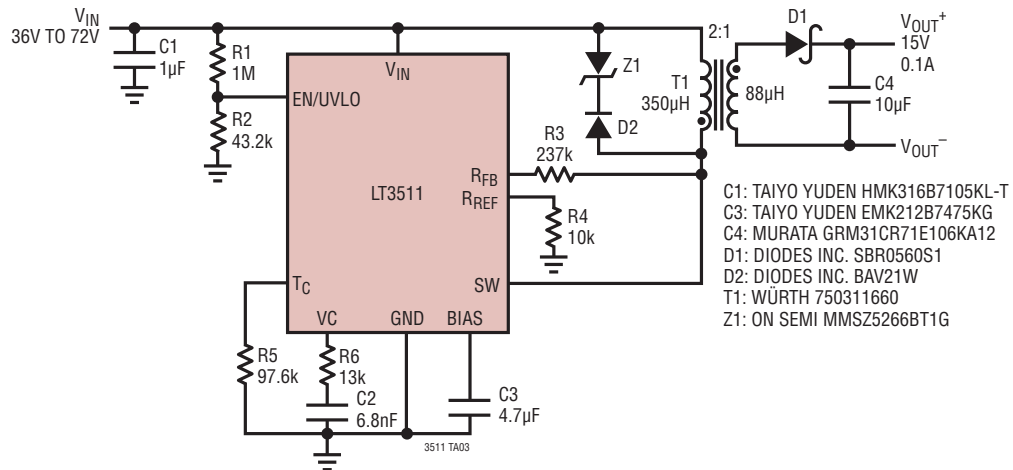 VIN
36V TO 72V
C1
1µF
R1
1M
R2
43.2k
VIN
EN/UVLO
LT3511
RFB
RREF
SW
TC
VC
GND
BIAS
Z1
D2
R3
237k
R4
10k
T1
350µH
2:1
88µH
D1
C4
10µF
VOUT+
15V
0.1A
VOUT–
R5
97.6k
R6
13k
C2
6.8nF
C3
4.7µF
3511 TA03
C1: TAIYO YUDEN HMK316B7105KL-T
C3: TAIYO YUDEN EMK212B7475KG
C4: MURATA GRM31CR71E106KA12
D1: DIODES INC. SBR0560S1
D2: DIODES INC. BAV21W
T1: WÜRTH 750311660
Z1: ON SEMI MMSZ5266BT1G